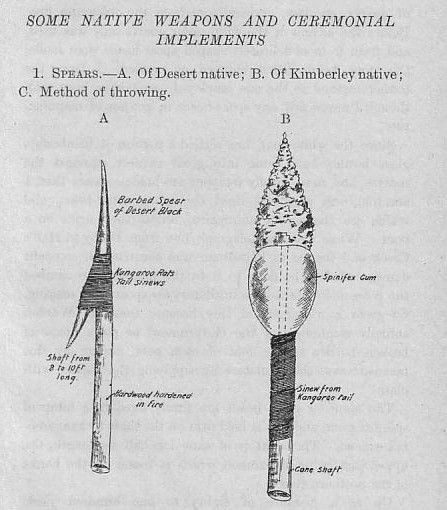 SOME NATIVE WEAPONS AND CEREMONIAL
IMPLEMENTS
1. SPEARS.—A. Of Desert native; B. Of Kimberley native;
C. Method of throwing.
A
B
Barbed Spear
of Desert Black
Kangaroo Rats
Tail sinews
Shaft from
8 to 10ft
long.
Hardwood hardened
in fire
Spinifex Gum
Sinew from
Kangaroo tail
Cane Shaft